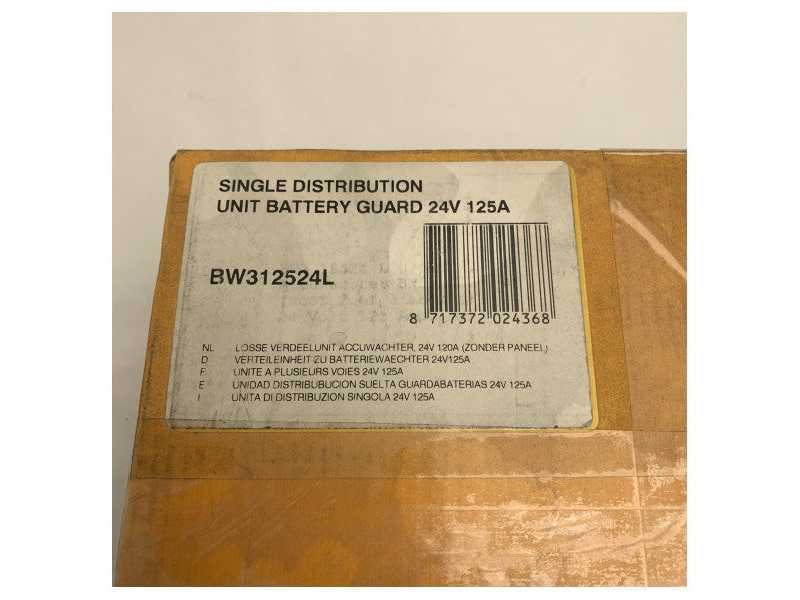 SINGLE DISTRIBUTION
UNIT BATTERY GUARD 24V 125A
BW312524L
8 717372 024368
NL LOSSE VERDEELUNIT ACCUWACHTER, 24V 120A (ZONDER PANEEL)
D VERTEILEINHEIT ZU BATTERIEWAECHTER 24V125A
F UNITE A PLUSIEURS VOIES 24V 125A
E UNIDAD DISTRIBUBUCION SUELTA GUARDABATERIAS 24V 125A
I UNITA DI DISTRIBUZION SINGOLA 24V 125A